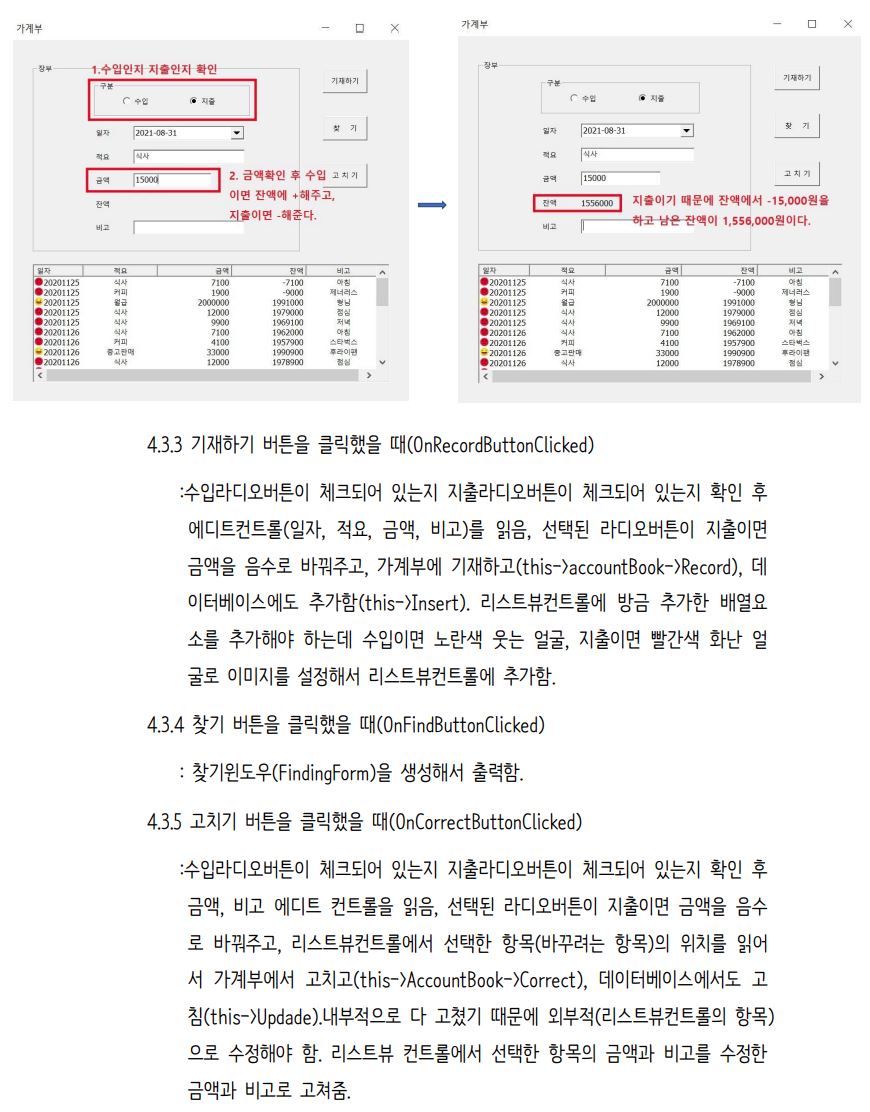 가계부
장부
1.수입인지 지출인지 확인
구분
수입 지출
기재하기
일자 2021-08-31
찾 기
적요 식사
금액 15000
고 치 기
2. 금액확인 후 수입
이면 잔액에 +해주고,
지출이면 -해준다.
잔액
비고
일자 적요 금액 잔액 비고
20201125 식사 7100 -7100 아침
20201125 커피 1900 -9000 제너러스
20201125 월급 2000000 1991000 형님
20201125 식사 12000 1979000 점심
20201125 식사 9900 1969100 저녁
20201126 식사 7100 1962000 아침
20201126 커피 4100 1957900 스타벅스
20201126 중고판매 33000 1990900 후라이팬
20201126 식사 12000 1978900 점심
가계부
장부
구분
수입 지출
기재하기
일자 2021-08-31
찾 기
적요 식사
금액 15000
고 치 기
잔액 1556000
지출이기 때문에 잔액에서 -15,000원을
하고 남은 잔액이 1,556,000원이다.
비고
일자 적요 금액 잔액 비고
20201125 식사 7100 -7100 아침
20201125 커피 1900 -9000 제너러스
20201125 월급 2000000 1991000 형님
20201125 식사 12000 1979000 점심
20201125 식사 9900 1969100 저녁
20201126 식사 7100 1962000 아침
20201126 커피 4100 1957900 스타벅스
20201126 중고판매 33000 1990900 후라이팬
20201126 식사 12000 1978900 점심
4.3.3 기재하기 버튼을 클릭했을 때(OnRecordButtonClicked)
:수입라디오버튼이 체크되어 있는지 지출라디오버튼이 체크되어 있는지 확인 후
에디트컨트롤(일자, 적요, 금액, 비고)를 읽음, 선택된 라디오버튼이 지출이면
금액을 음수로 바꿔주고, 가계부에 기재하고(this->accountBook->Record), 데
이터베이스에도 추가함(this->Insert). 리스트뷰컨트롤에 방금 추가한 배열요
소를 추가해야 하는데 수입이면 노란색 웃는 얼굴, 지출이면 빨간색 화난 얼
굴로 이미지를 설정해서 리스트뷰컨트롤에 추가함.
4.3.4 찾기 버튼을 클릭했을 때(OnFindButtonClicked)
: 찾기윈도우(FindingForm)을 생성해서 출력함.
4.3.5 고치기 버튼을 클릭했을 때(OnCorrectButtonClicked)
:수입라디오버튼이 체크되어 있는지 지출라디오버튼이 체크되어 있는지 확인 후
금액, 비고 에디트 컨트롤을 읽음, 선택된 라디오버튼이 지출이면 금액을 음수
로 바꿔주고, 리스트뷰컨트롤에서 선택한 항목(바꾸려는 항목)의 위치를 읽어
서 가계부에서 고치고(this->AccountBook->Correct), 데이터베이스에서도 고
침(this->Updade).내부적으로 다 고쳤기 때문에 외부적(리스트뷰컨트롤의 항목)
으로 수정해야 함. 리스트뷰 컨트롤에서 선택한 항목의 금액과 비고를 수정한
금액과 비고로 고쳐줌.